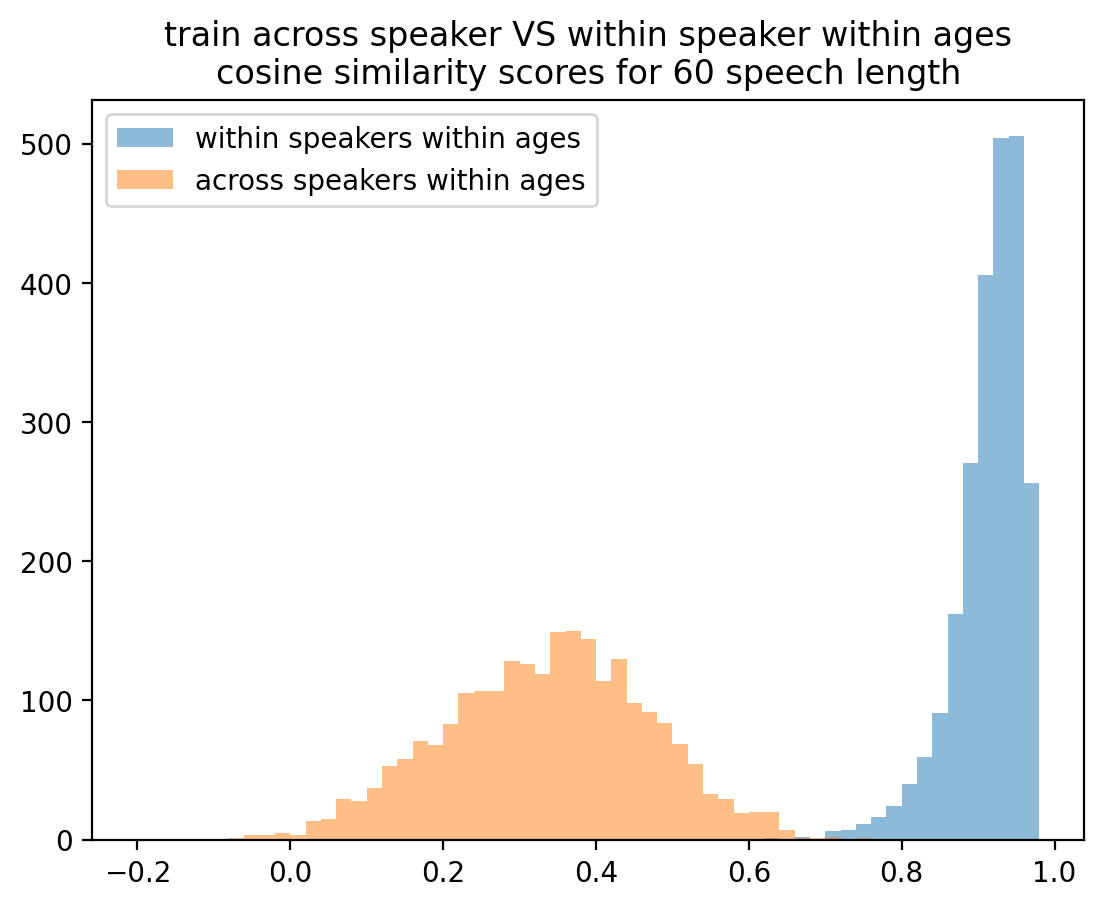 train across speaker VS within speaker within ages
cosine similarity scores for 60 speech length
within speakers within ages
across speakers within ages
500
400
300
200
100
0
−0.2 0.0 0.2 0.4 0.6 0.8 1.0